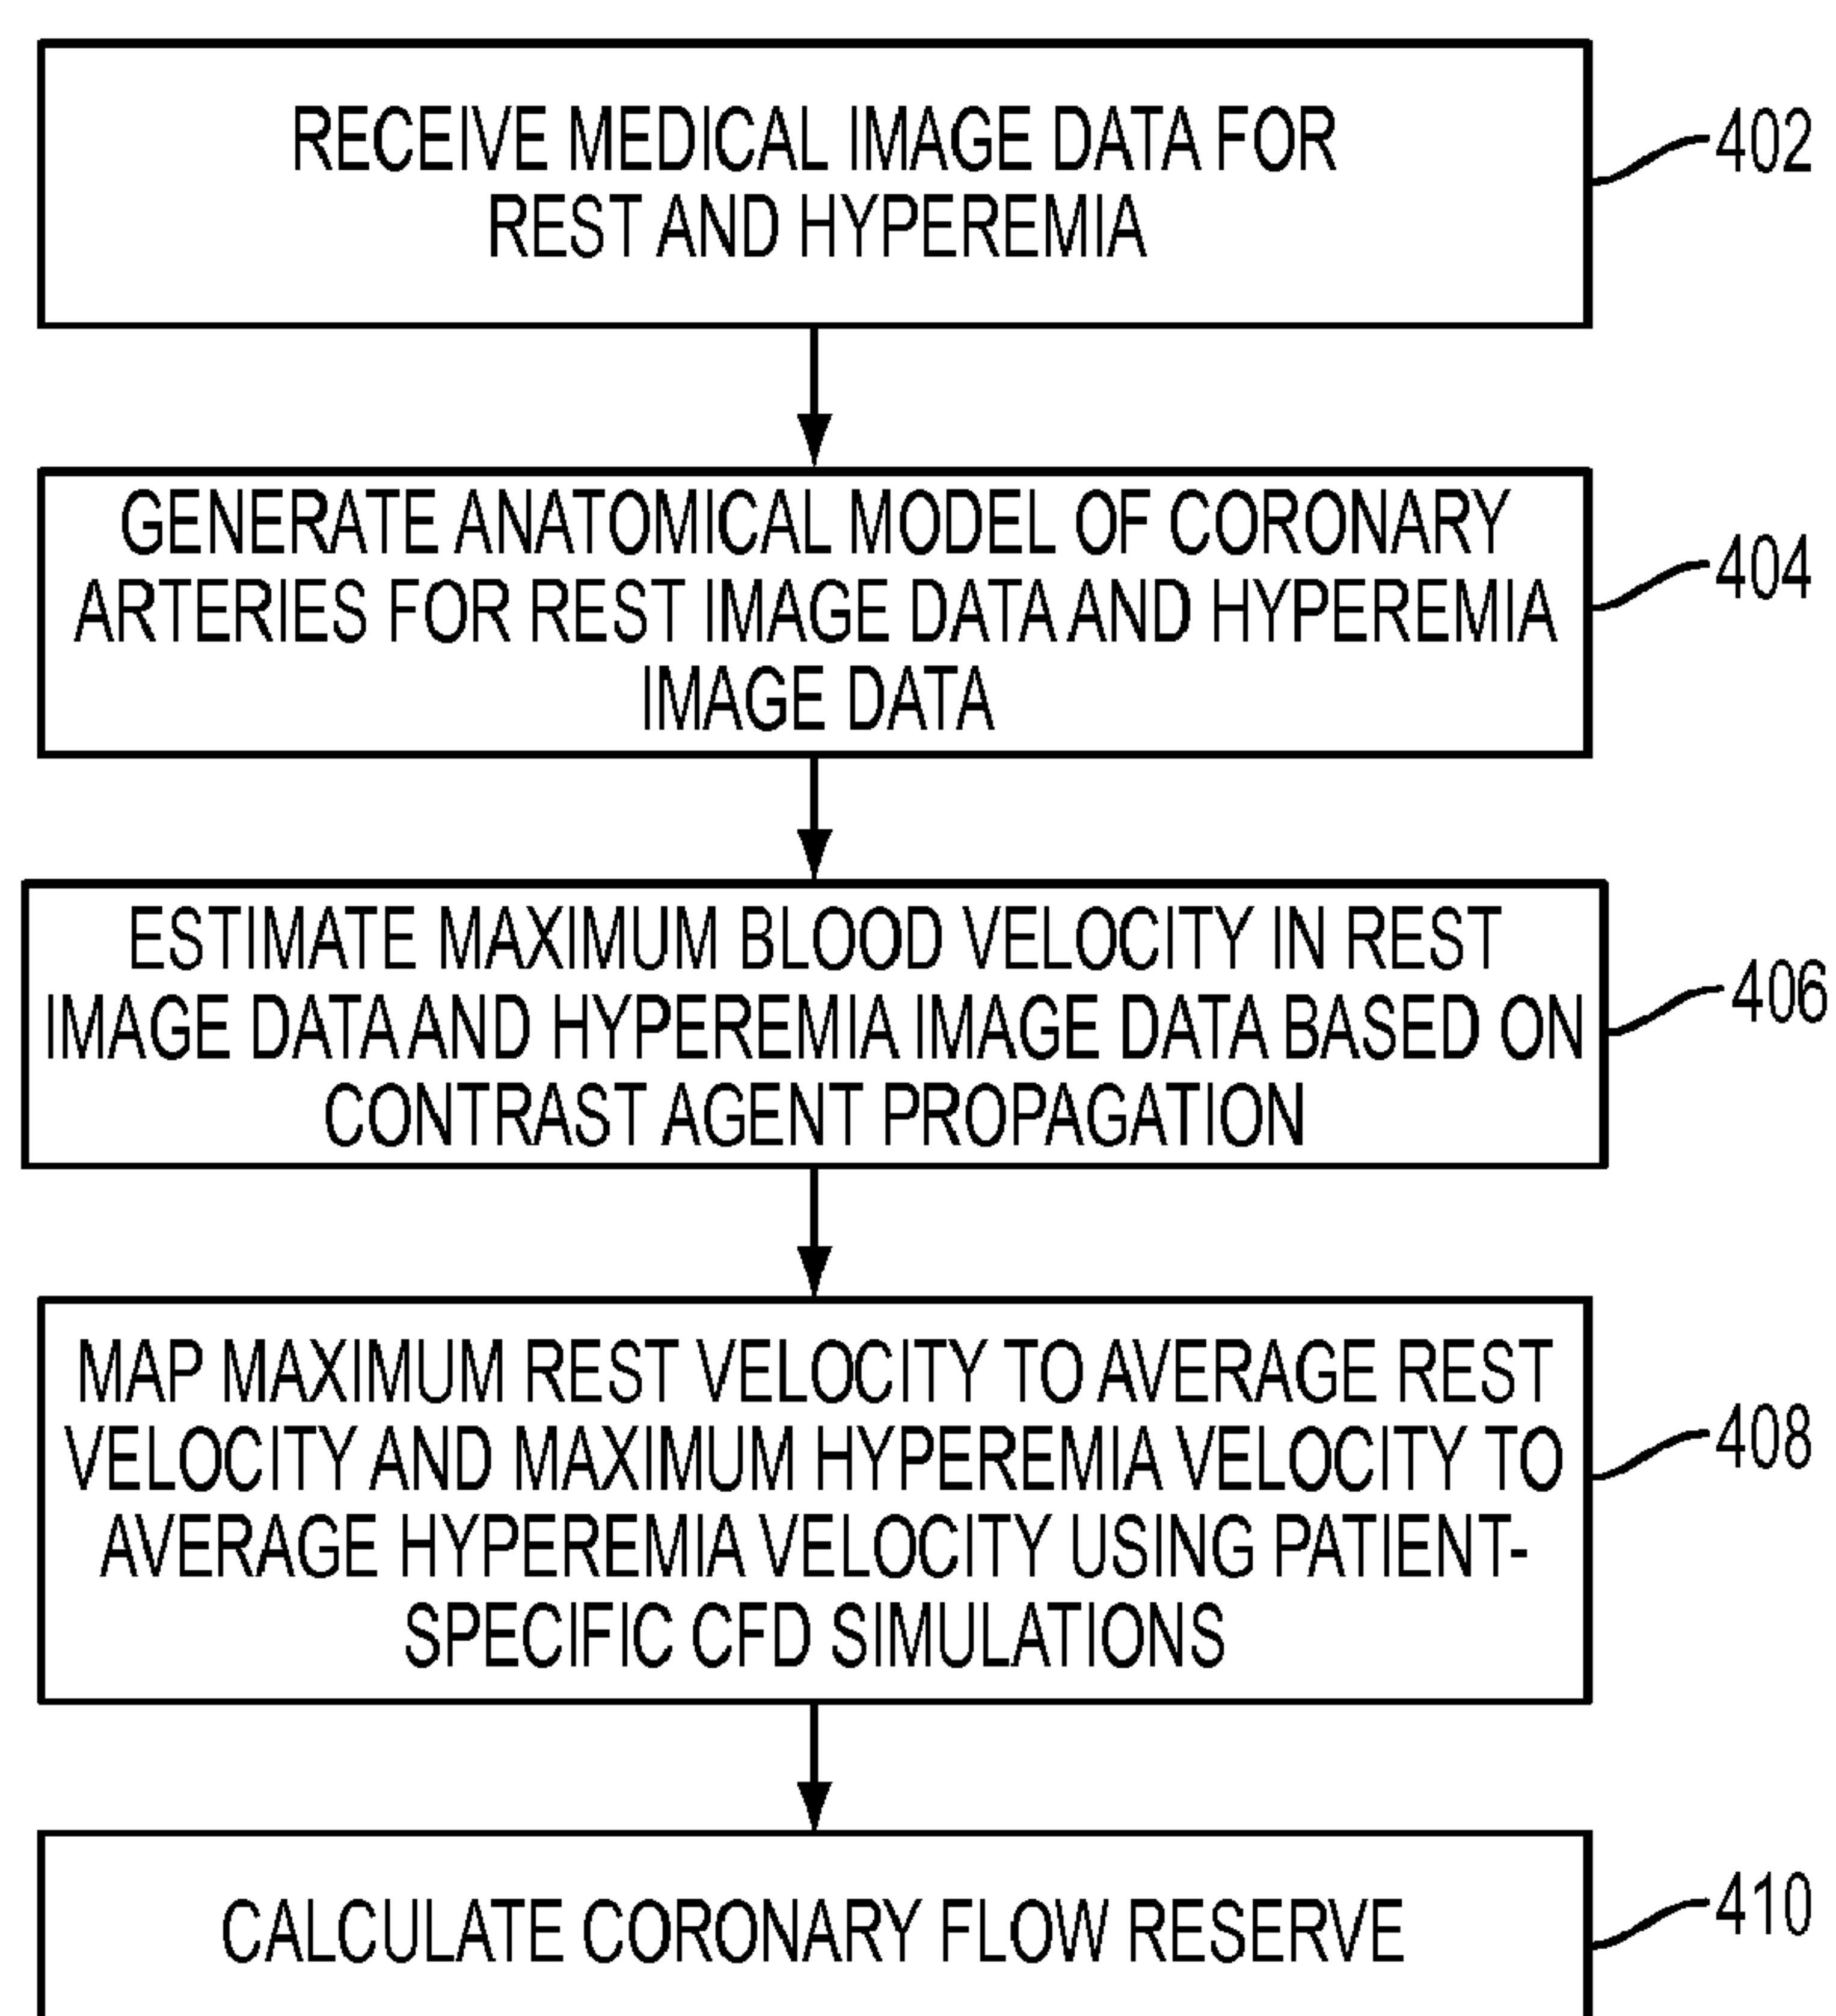 RECEIVE MEDICAL IMAGE DATA FOR
REST AND HYPEREMIA
402
GENERATE ANATOMICAL MODEL OF CORONARY
ARTERIES FOR REST IMAGE DATA AND HYPEREMIA
IMAGE DATA
404
ESTIMATE MAXIMUM BLOOD VELOCITY IN REST
IMAGE DATA AND HYPEREMIA IMAGE DATA BASED ON
CONTRAST AGENT PROPAGATION
406
MAP MAXIMUM REST VELOCITY TO AVERAGE REST
VELOCITY AND MAXIMUM HYPEREMIA VELOCITY TO
AVERAGE HYPEREMIA VELOCITY USING PATIENT-
SPECIFIC CFD SIMULATIONS
408
CALCULATE CORONARY FLOW RESERVE
410